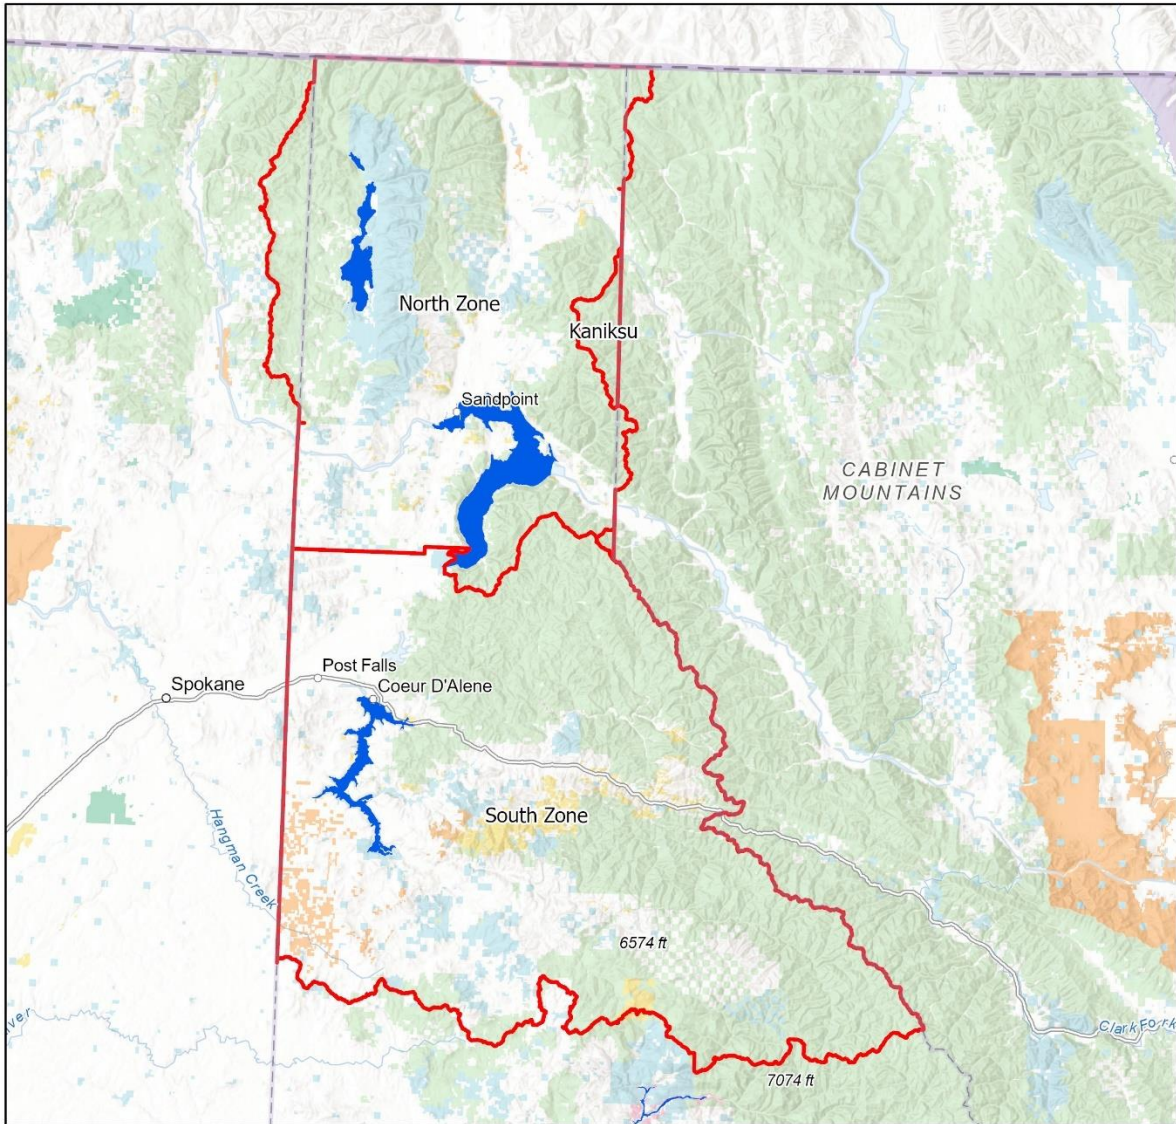 North Zone
Kaniksu
Sandpoint
CABINET
MOUNTAINS
Post Falls
Spokane
Coeur D'Alene
South Zone
Hangman Creek
6574 ft
iver
Clark Fork
7074 ft